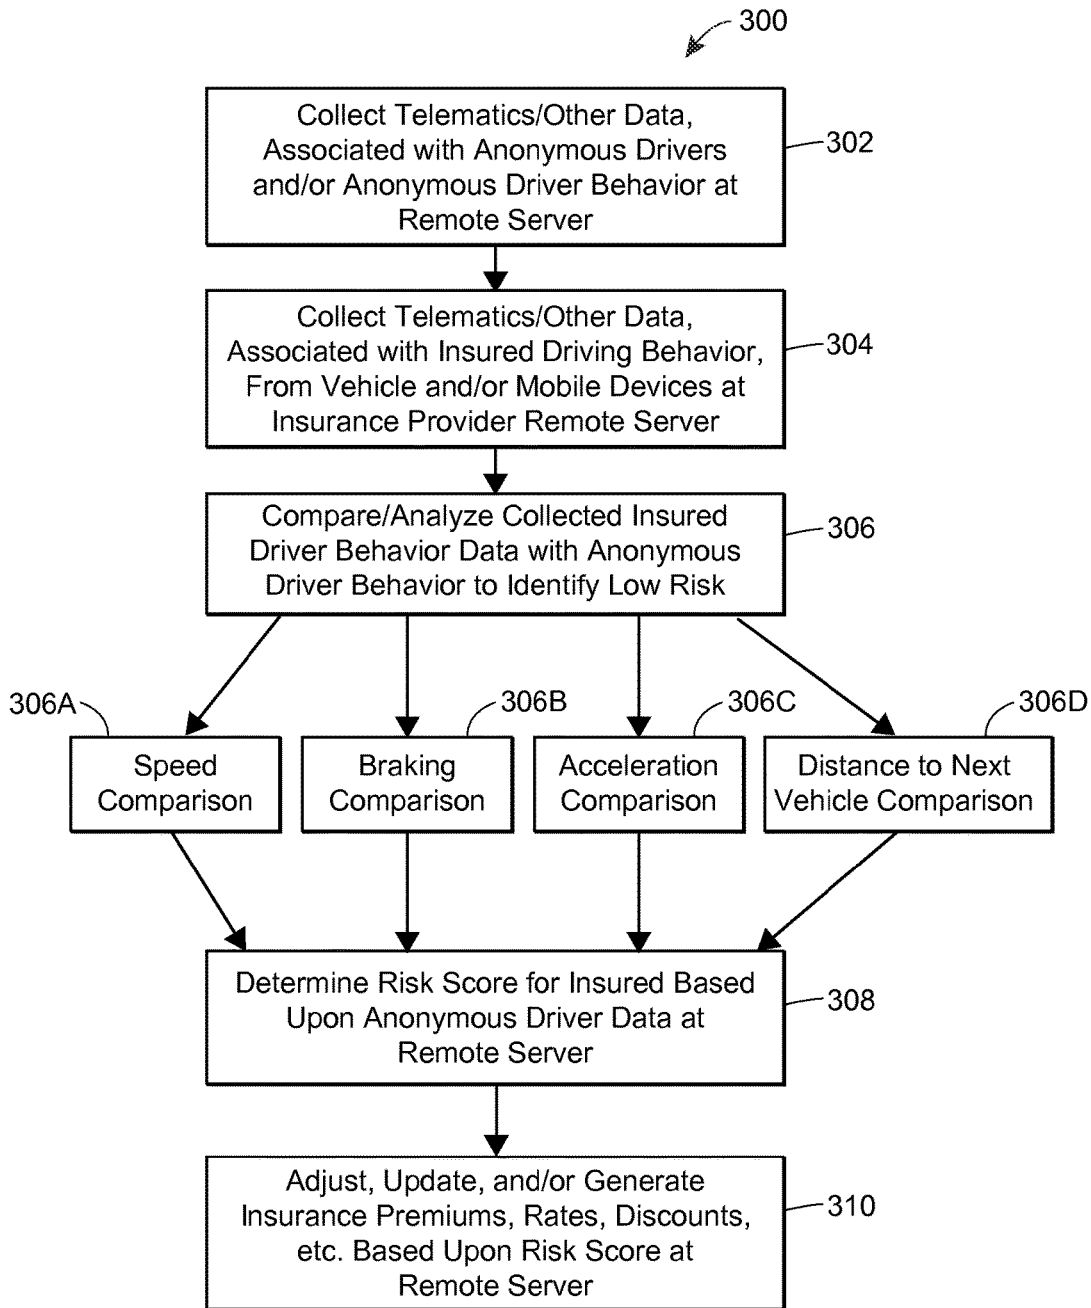 300
Collect Telematics/Other Data,
Associated with Anonymous Drivers
and/or Anonymous Driver Behavior at
Remote Server
302
Collect Telematics/Other Data,
Associated with Insured Driving Behavior,
From Vehicle and/or Mobile Devices at
Insurance Provider Remote Server
304
Compare/Analyze Collected Insured
Driver Behavior Data with Anonymous
Driver Behavior to Identify Low Risk
306
306A
Speed
Comparison
306B
Braking
Comparison
306C
Acceleration
Comparison
306D
Distance to Next
Vehicle Comparison
Determine Risk Score for Insured Based
Upon Anonymous Driver Data at
Remote Server
308
Adjust, Update, and/or Generate
Insurance Premiums, Rates, Discounts,
etc. Based Upon Risk Score at
Remote Server
310